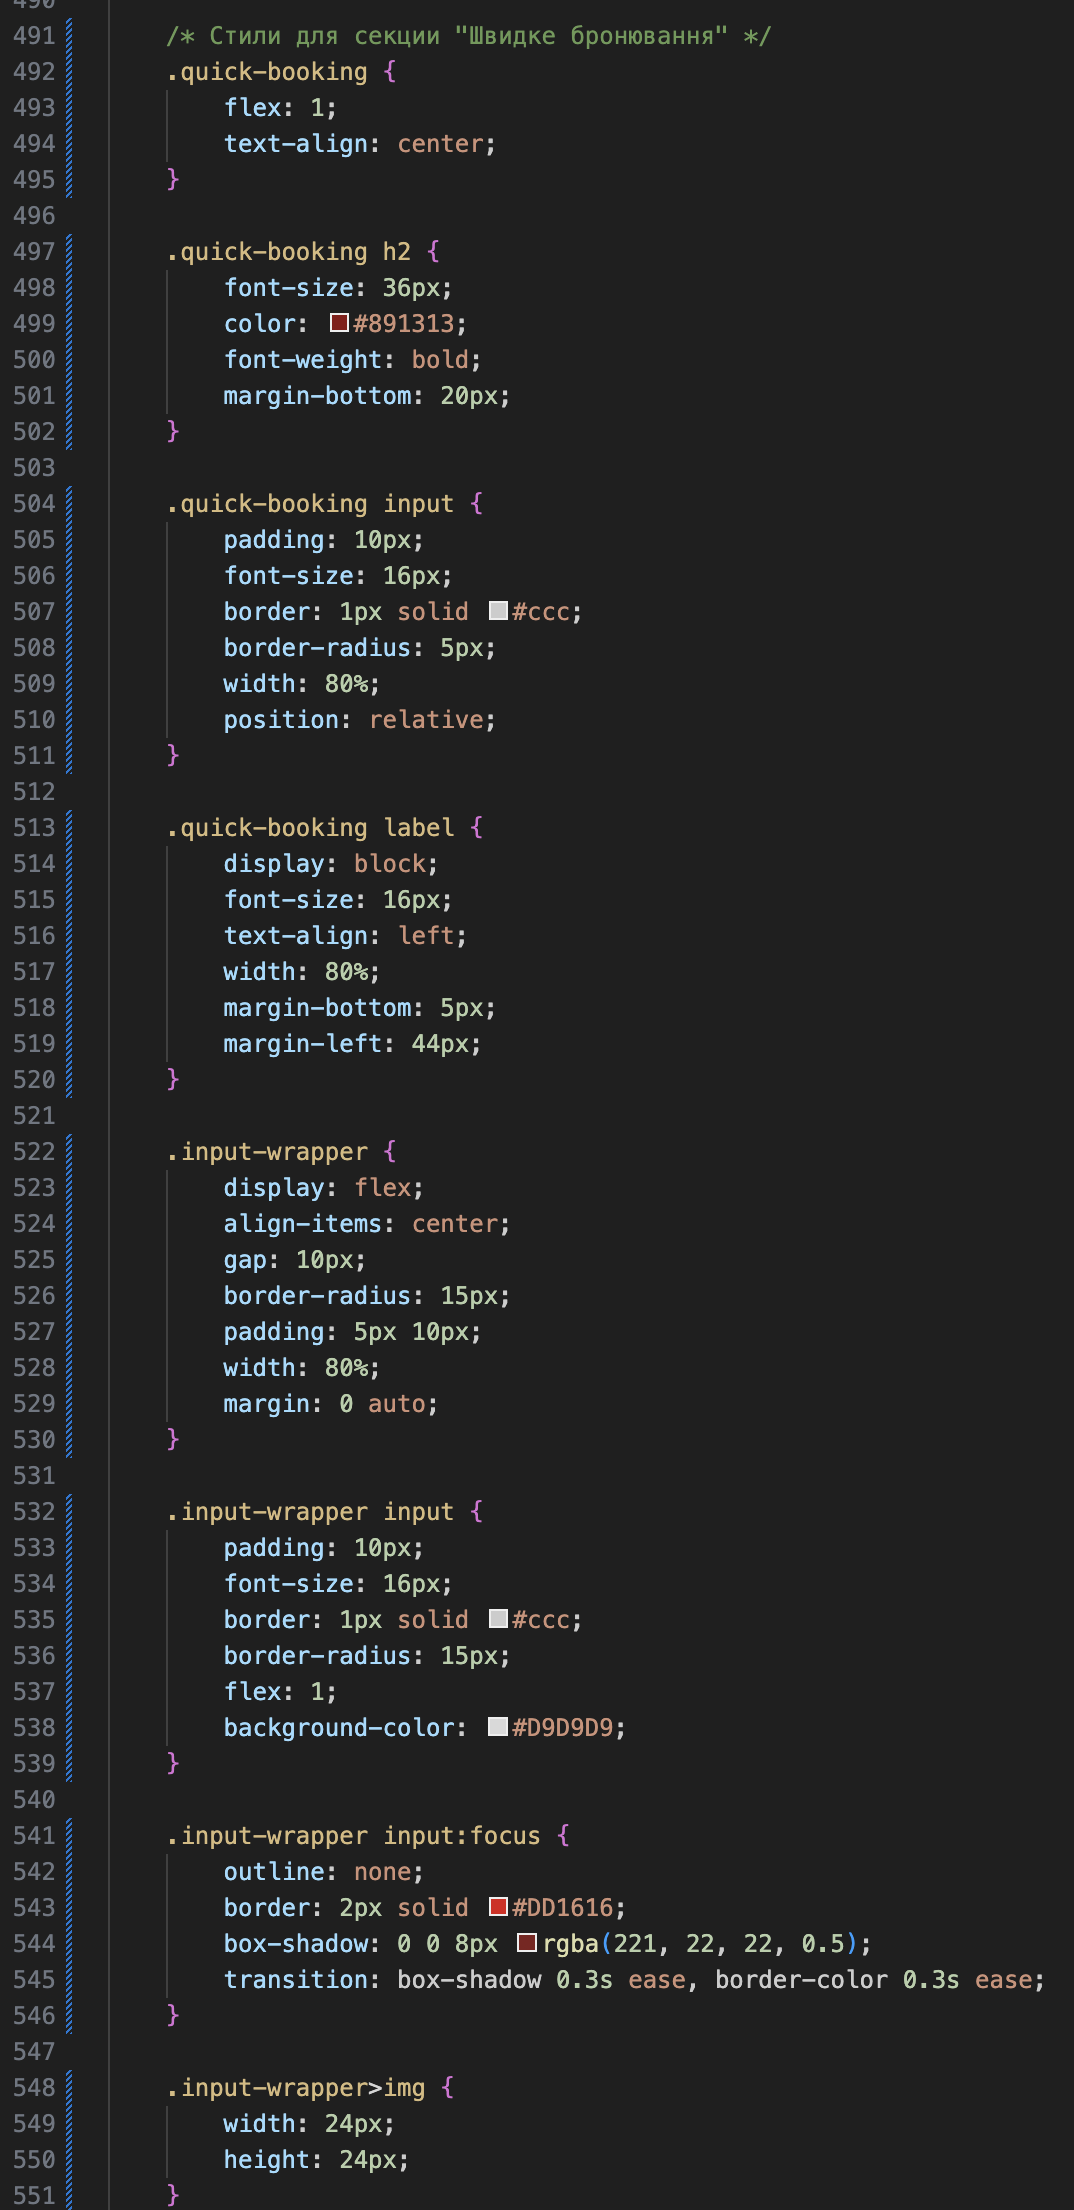 490
491 /* Стили для секции "Швидке бронювання" */
492 .quick-booking {
493 flex: 1;
494 text-align: center;
495 }
496
497 .quick-booking h2 {
498 font-size: 36px;
499 color: #891313;
500 font-weight: bold;
501 margin-bottom: 20px;
502 }
503
504 .quick-booking input {
505 padding: 10px;
506 font-size: 16px;
507 border: 1px solid #ccc;
508 border-radius: 5px;
509 width: 80%;
510 position: relative;
511 }
512
513 .quick-booking label {
514 display: block;
515 font-size: 16px;
516 text-align: left;
517 width: 80%;
518 margin-bottom: 5px;
519 margin-left: 44px;
520 }
521
522 .input-wrapper {
523 display: flex;
524 align-items: center;
525 gap: 10px;
526 border-radius: 15px;
527 padding: 5px 10px;
528 width: 80%;
529 margin: 0 auto;
530 }
531
532 .input-wrapper input {
533 padding: 10px;
534 font-size: 16px;
535 border: 1px solid #ccc;
536 border-radius: 15px;
537 flex: 1;
538 background-color: #D9D9D9;
539 }
540
541 .input-wrapper input:focus {
542 outline: none;
543 border: 2px solid #DD1616;
544 box-shadow: 0 0 8px rgba(221, 22, 22, 0.5);
545 transition: box-shadow 0.3s ease, border-color 0.3s ease;
546 }
547
548 .input-wrapper>img {
549 width: 24px;
550 height: 24px;
551 }